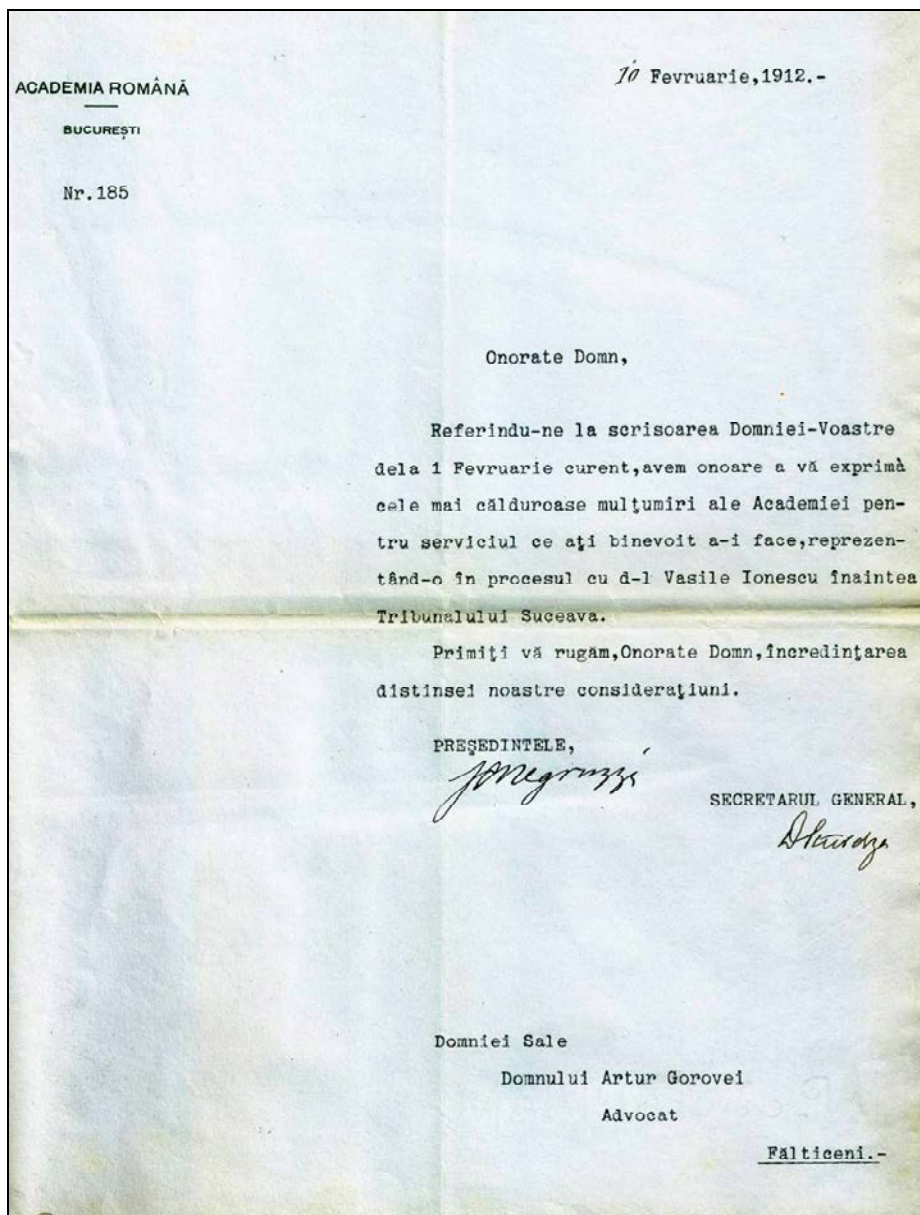 ACADEMIA ROMÂNĂ
BUCUREȘTI
Nr.185
10 Fevruarie,1912.-
Onorate Domn,
Referindu-ne la scrisoarea Domniei-Voastre
dela 1 Fevruarie curent,avem onoare a vă exprimà
cele mai călduroase mulţumiri ale Academiei pen-
tru serviciul ce aţi binevoit a-i face,reprezen-
tând-o în procesul cu d-l Vasile Ionescu înaintea
Tribunalului Suceava.
Primiţi vă rugăm,Onorate Domn,încredinţarea
distinsei noastre consideraţiuni.
PREŞEDINTELE,
INegruzzi
SECRETARUL GENERAL,
Domniei Sale
Domnului Artur Gorovei
Advocat
Fălticeni.-